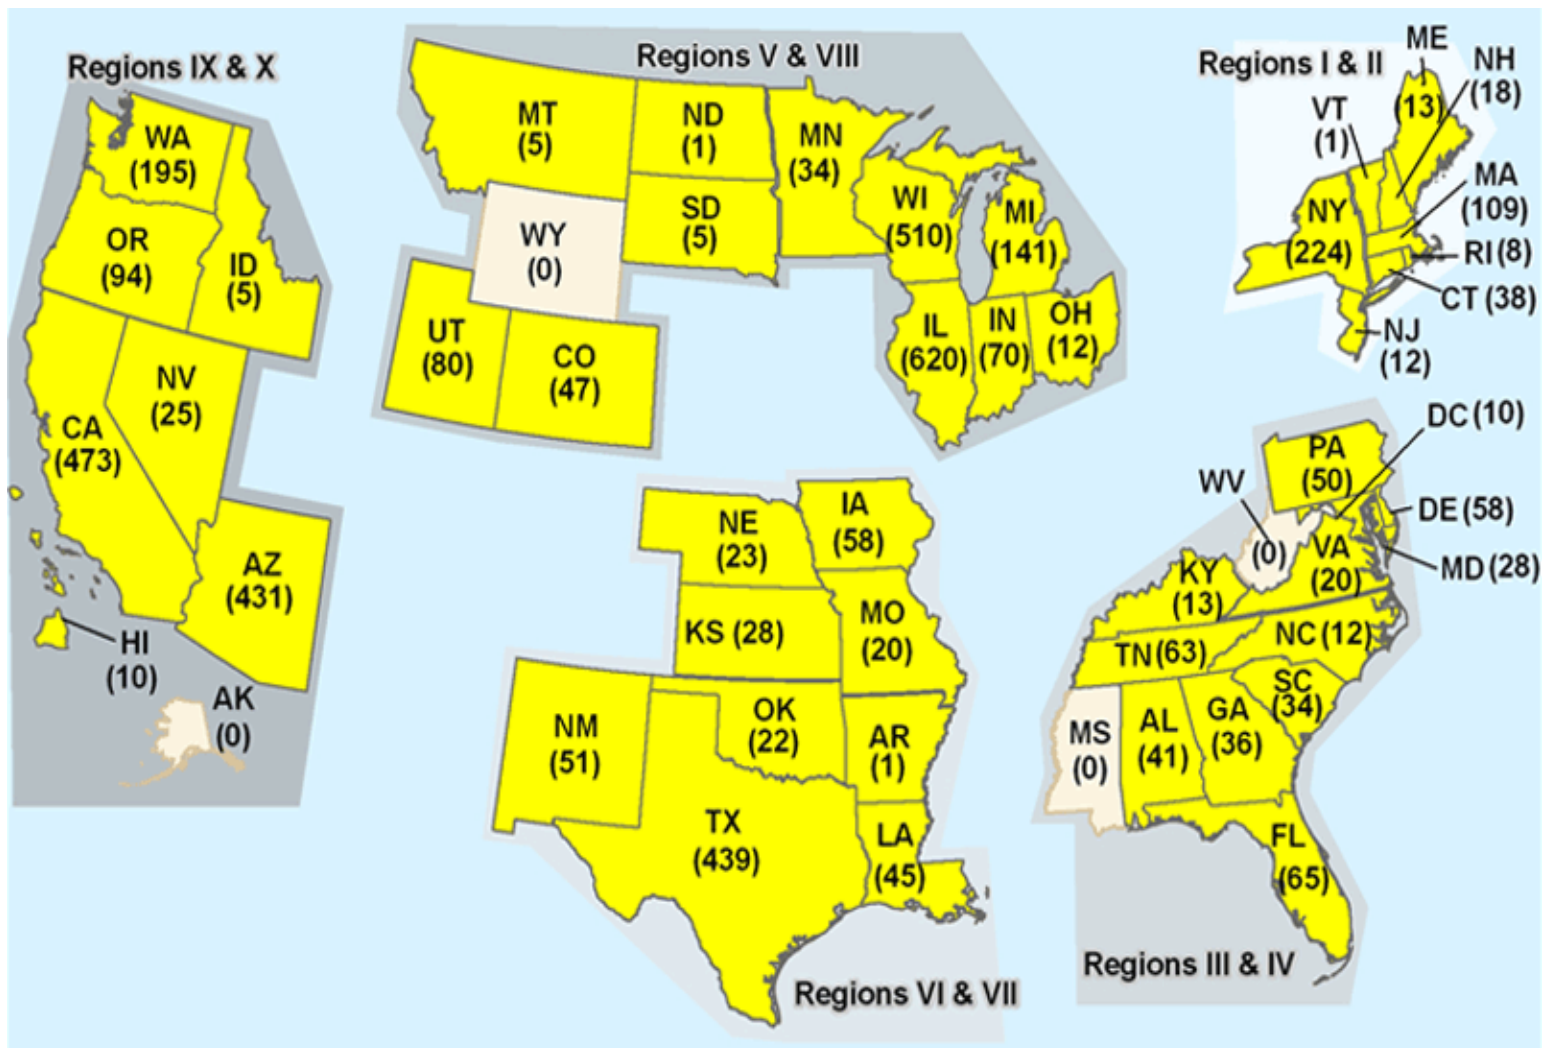 Regions IX & X
WA
(195)
OR
(94)
ID
(5)
NV
(25)
CA
(473)
AZ
(431)
HI
(10)
AK
(0)
Regions V & VIII
MT
(5)
ND
(1)
MN
(34)
SD
(5)
WY
(0)
WI
(510)
MI
(141)
UT
(80)
CO
(47)
IL
(620)
IN
(70)
OH
(12)
Regions I & II
ME
(13)
NH
(18)
VT
(1)
MA
(109)
NY
(224)
RI (8)
CT (38)
NJ
(12)
NE
(23)
IA
(58)
KS (28)
MO
(20)
NM
(51)
OK
(22)
AR
(1)
TX
(439)
LA
(45)
Regions VI & VII
DC (10)
PA
(50)
WV
(0)
DE (58)
VA
(20)
MD (28)
KY
(13)
TN (63)
NC (12)
SC
(34)
MS
(0)
AL
(41)
GA
(36)
FL
(65)
Regions III & IV